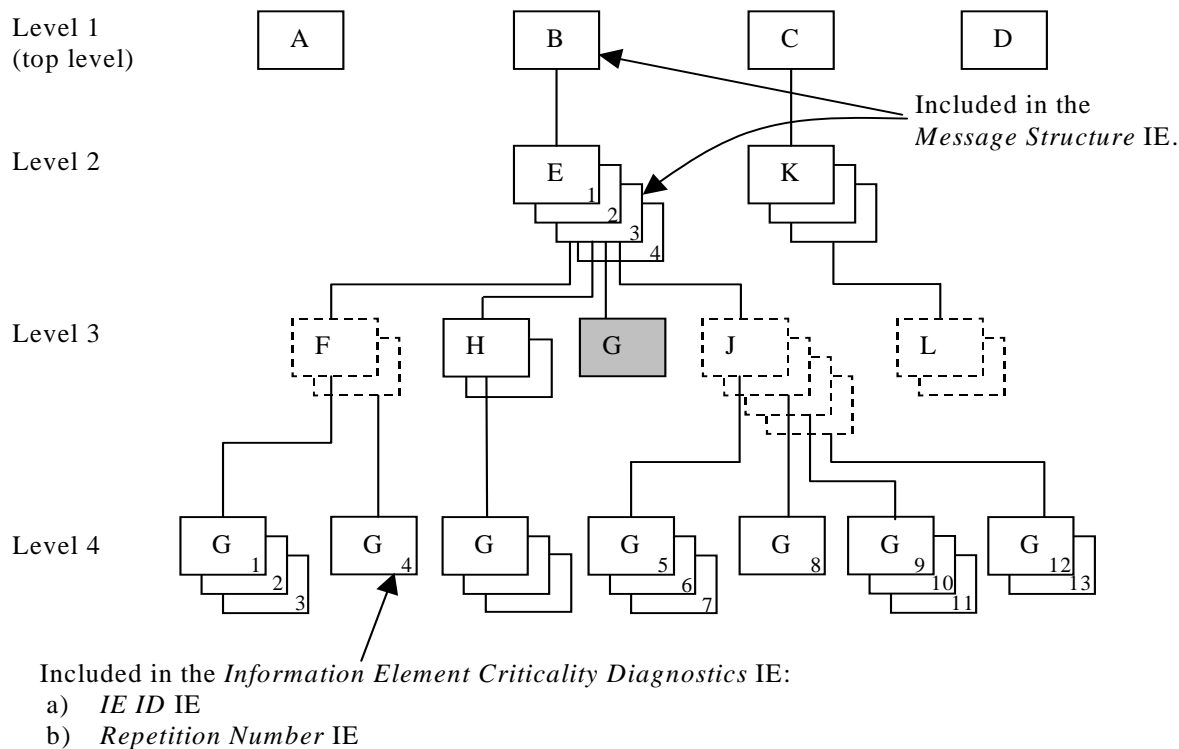 Level 1
(top level)
A
B
C
D
Included in the
Message Structure IE.
Level 2
E
1
2
3
4
K
Level 3
F
H
G
J
L
Level 4
G
1
2
3
G
4
G
G
5
6
7
G
8
G
9
10
11
G
12
13
Included in the Information Element Criticality Diagnostics IE:
a) IE ID IE
b) Repetition Number IE